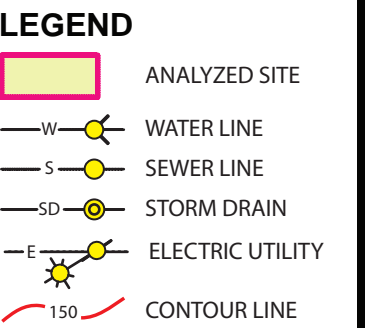 LEGEND
ANALYZED SITE
W WATER LINE
S SEWER LINE
SD STORM DRAIN
E ELECTRIC UTILITY
150 CONTOUR LINE